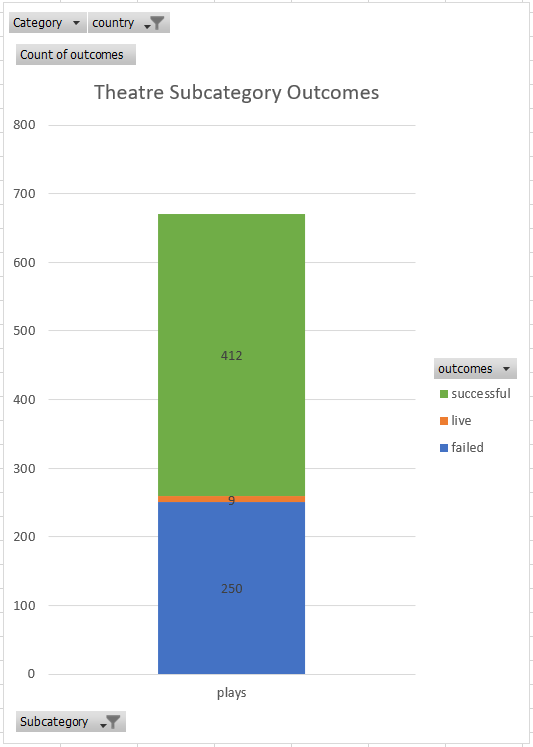 Category country
Count of outcomes
Theatre Subcategory Outcomes
800
700
600
500
400
300
200
100
0
412
9
250
plays
outcomes
successful
live
failed
Subcategory